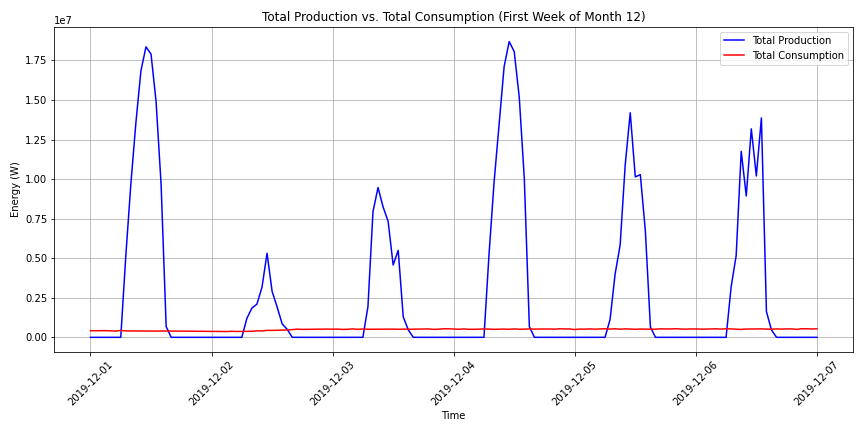 Total Production vs. Total Consumption (First Week of Month 12)
1e7
Total Production
Total Consumption
1.75
1.50
1.25
1.00
0.75
0.50
0.25
0.00
Energy (W)
2019-12-01
2019-12-02
2019-12-03
2019-12-04
2019-12-05
2019-12-06
2019-12-07
Time